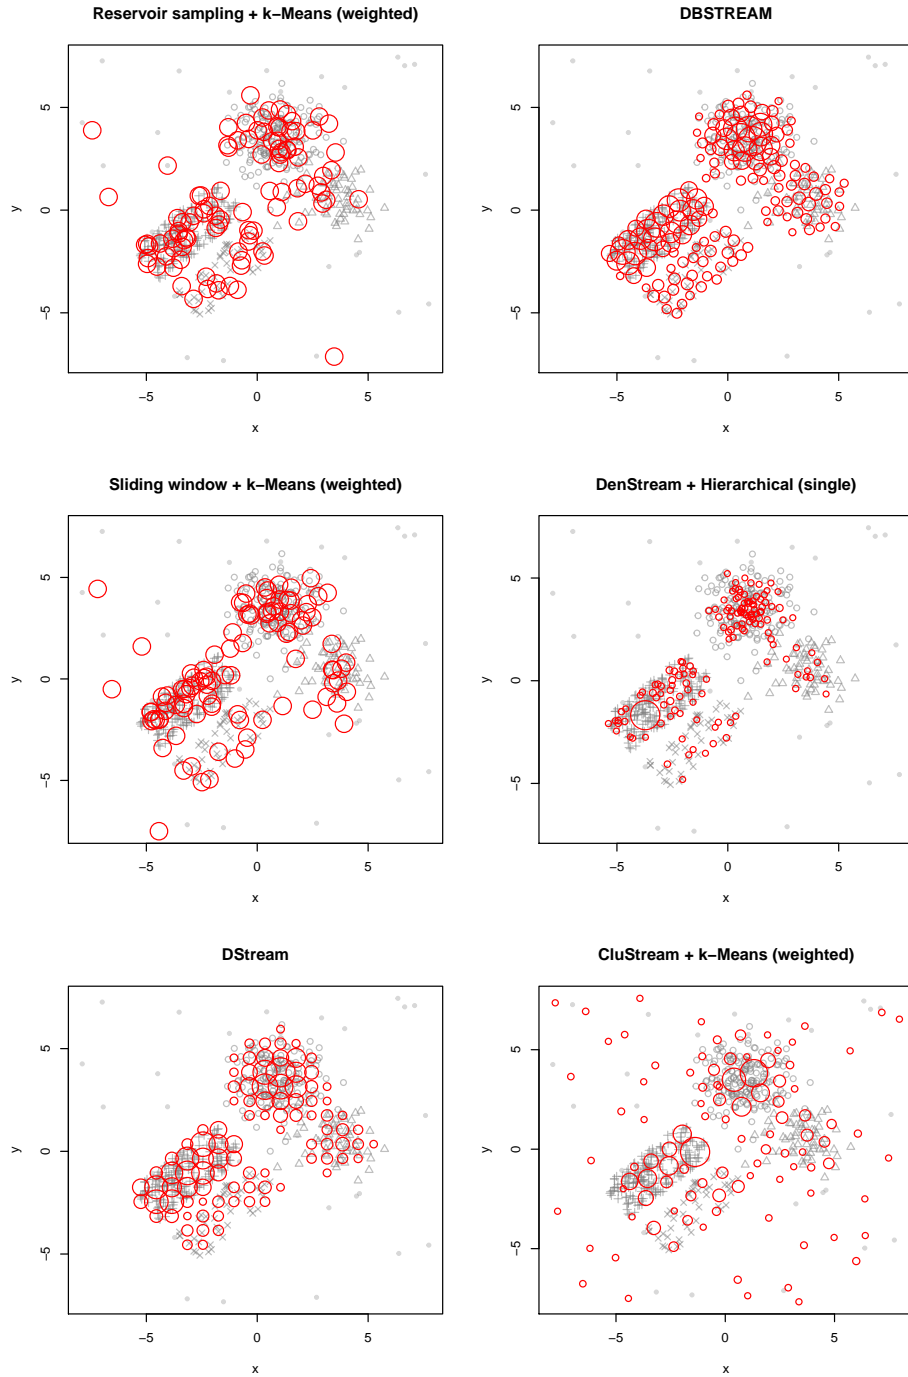 Reservoir sampling + k−Means (weighted)
5
0
−5
y
−5 0 5
x
DBSTREAM
5
0
−5
y
−5 0 5
x
Sliding window + k−Means (weighted)
5
0
−5
y
−5 0 5
x
DenStream + Hierarchical (single)
5
0
−5
y
−5 0 5
x
DStream
5
0
−5
y
−5 0 5
x
CluStream + k−Means (weighted)
5
0
−5
y
−5 0 5
x